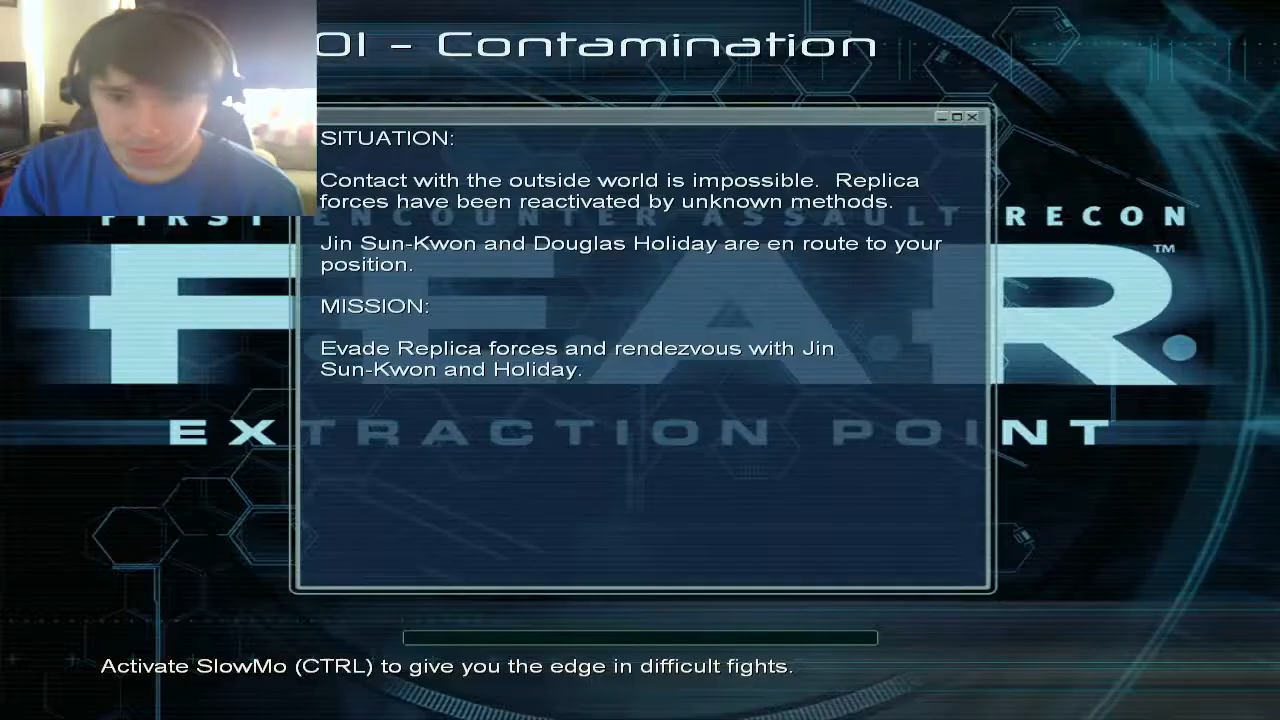 01 - Contamination
SITUATION:
Contact with the outside world is impossible. Replica
forces have been reactivated by unknown methods.
FIRST ENCOUNTER ASSAULT RECON
Jin Sun-Kwon and Douglas Holiday are en route to your
position.
F.E.A.R. ™
MISSION:
Evade Replica forces and rendezvous with Jin
Sun-Kwon and Holiday.
EXTRACTION POINT
Activate SlowMo (CTRL) to give you the edge in difficult fights.